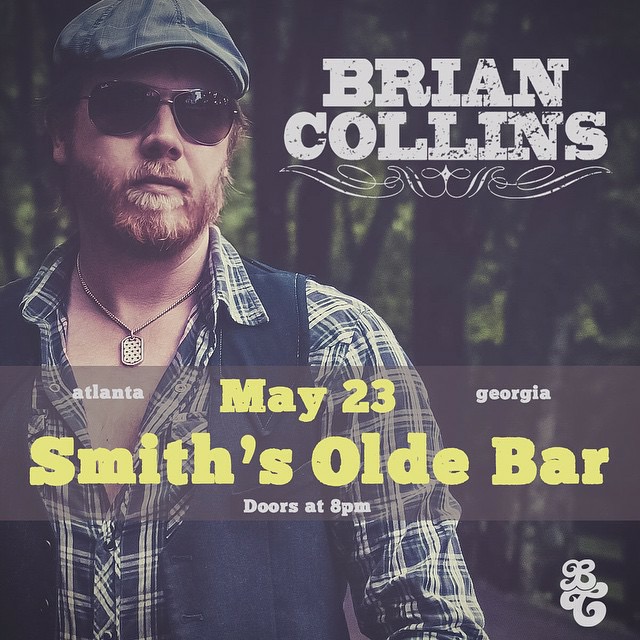 BRIAN
COLLINS
atlanta
May 23
georgia
Smith's Olde Bar
Doors at 8pm
BC